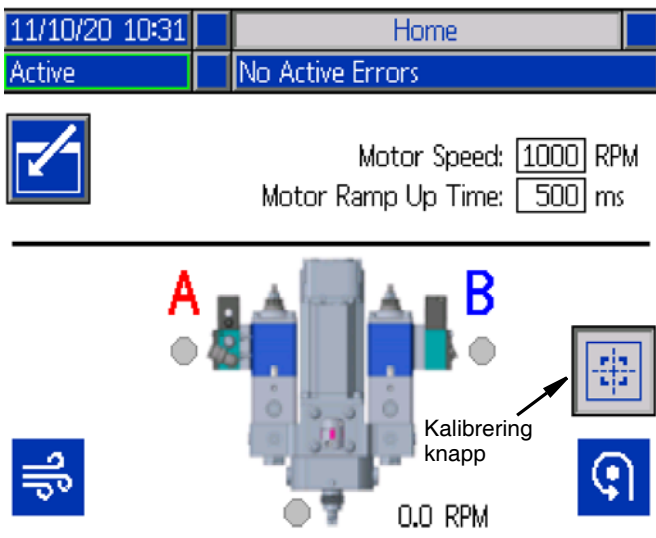 11/10/20 10:31 Home
Active No Active Errors
Motor Speed: 1000 RPM
Motor Ramp Up Time: 500 ms
A B
Kalibrering
knapp
0.0 RPM